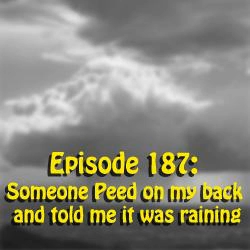 Episode 187:
Someone Peed on my back
and told me it was raining